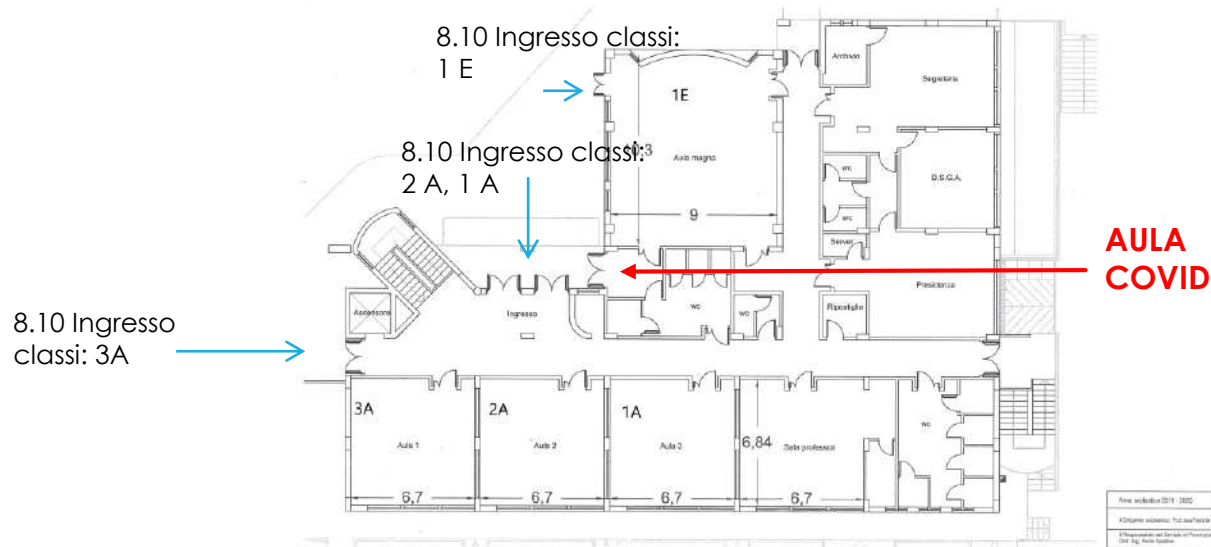 8.10 Ingresso classi:
1 E
8.10 Ingresso classi:
2 A, 1 A
8.10 Ingresso
classi: 3A
AULA
COVID
1E
10,3
Aula magna
9
Archivio
Segreteria
D.S.G.A.
wc
wc
Server
Presidenza
Ripostiglio
wc
wc
Ascensore
Ingresso
3A
2A
1A
Aula 1
Aula 2
Aula 3
6,84
Sala professori
wc
6,7
6,7
6,7
6,7